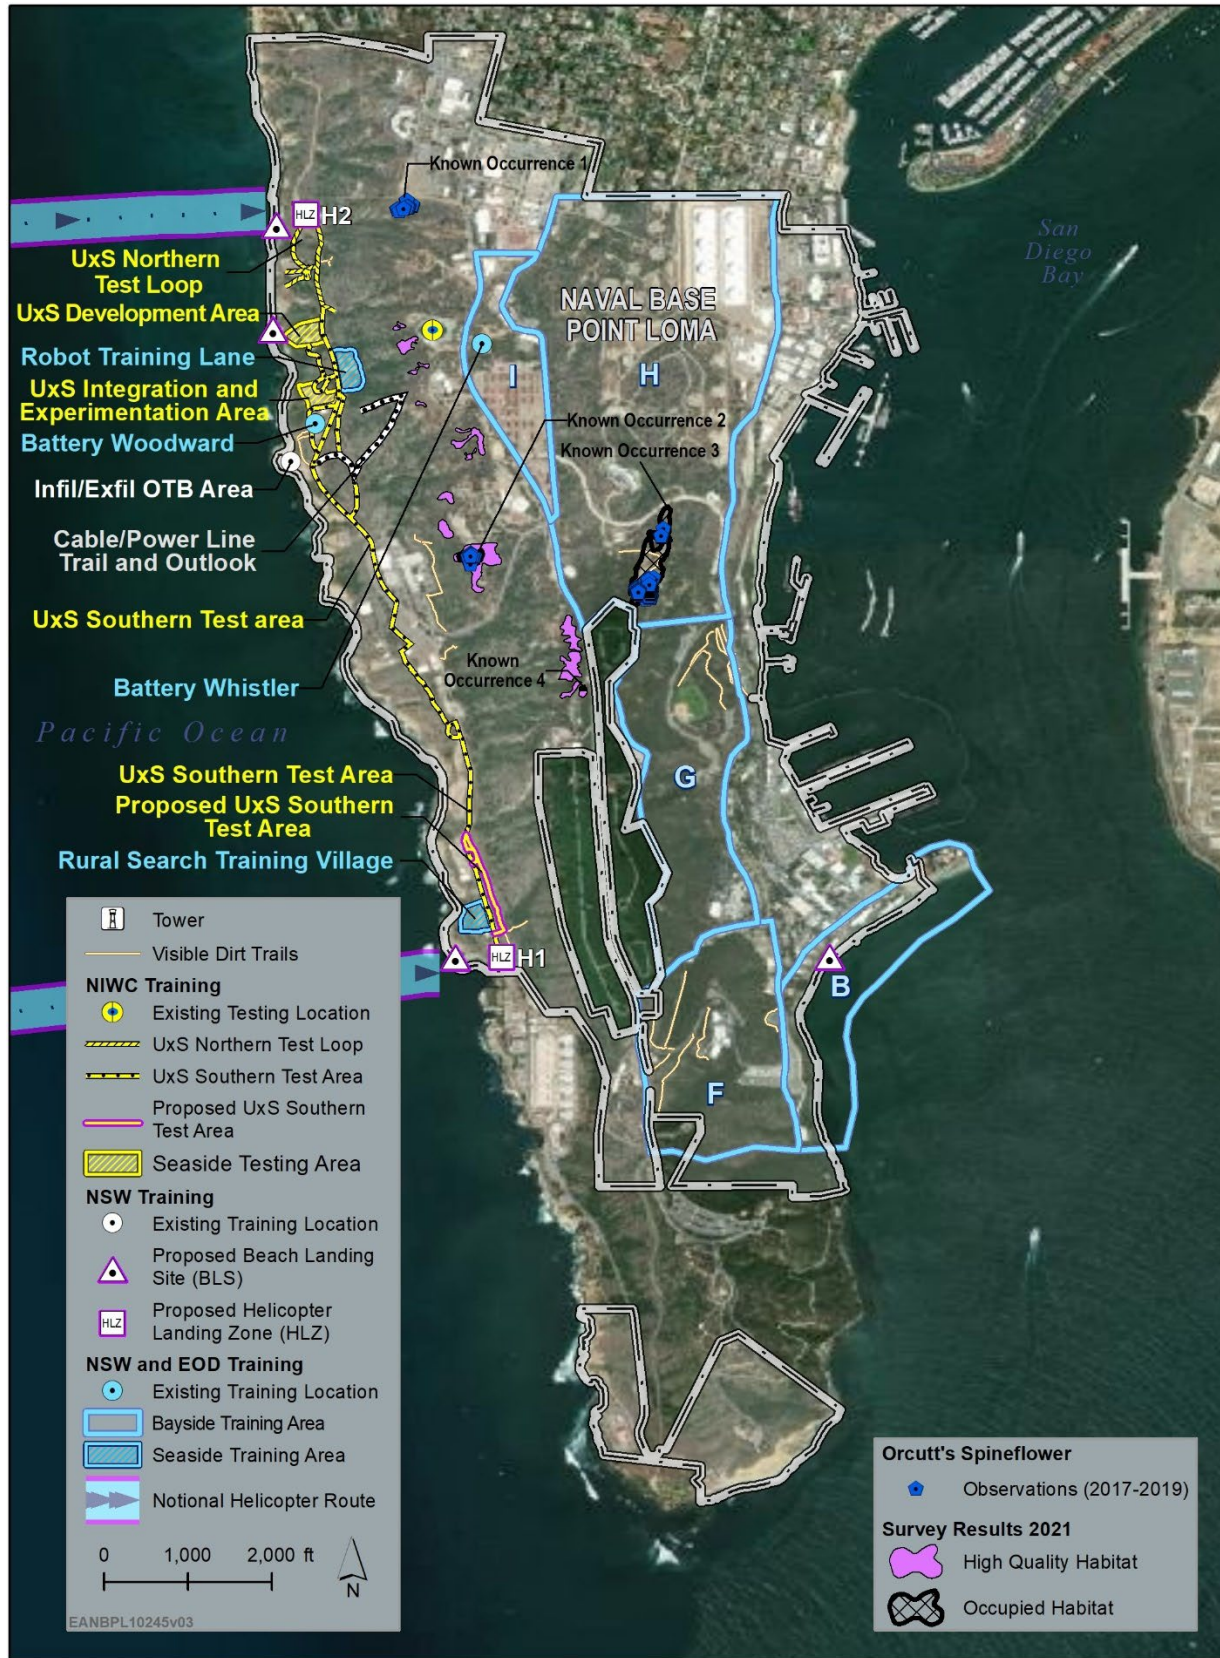 Known Occurrence 1
HLZ
H2
UxS Northern
Test Loop
San
Diego
Bay
UxS Development Area
NAVAL BASE
POINT LOMA
Robot Training Lane
I
H
UxS Integration and
Experimentation Area
Known Occurrence 2
Battery Woodward
Known Occurrence 3
Infil/Exfil OTB Area
Cable/Power Line
Trail and Outlook
UxS Southern Test area
Known
Occurrence 4
Battery Whistler
Pacific Ocean
UxS Southern Test Area
G
Proposed UxS Southern
Test Area
Rural Search Training Village
HLZ
H1
B
F
Tower
Visible Dirt Trails
NIWC Training
Existing Testing Location
UxS Northern Test Loop
UxS Southern Test Area
Proposed UxS Southern
Test Area
Seaside Testing Area
NSW Training
Existing Training Location
Proposed Beach Landing
Site (BLS)
HLZ
Proposed Helicopter
Landing Zone (HLZ)
NSW and EOD Training
Existing Training Location
Bayside Training Area
Seaside Training Area
Notional Helicopter Route
0 1,000 2,000 ft
N
EANBPL10245v03
Orcutt's Spineflower
Observations (2017-2019)
Survey Results 2021
High Quality Habitat
Occupied Habitat